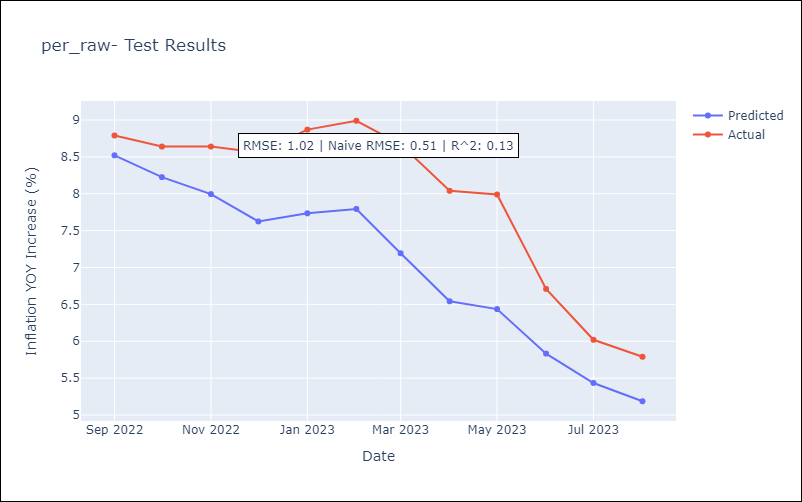 per_raw- Test Results
Predicted
Actual
RMSE: 1.02 | Naive RMSE: 0.51 | R^2: 0.13
Inflation YOY Increase (%)
9
8.5
8
7.5
7
6.5
6
5.5
5
Sep 2022
Nov 2022
Jan 2023
Mar 2023
May 2023
Jul 2023
Date